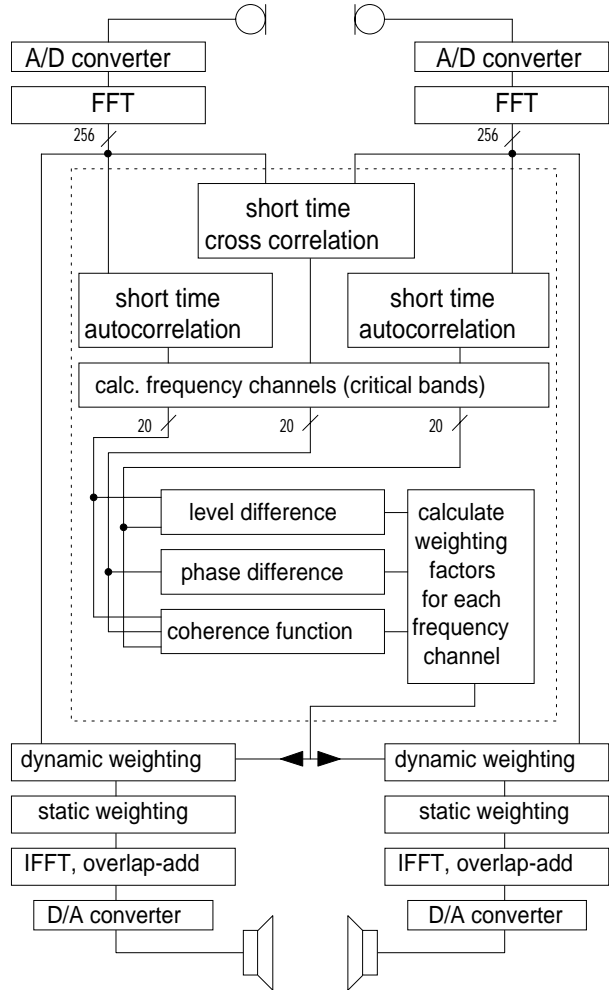 A/D converter
A/D converter
FFT
FFT
256
256
short time
cross correlation
short time
autocorrelation
short time
autocorrelation
calc. frequency channels (critical bands)
20
20
20
level difference
phase difference
coherence function
calculate
weighting
factors
for each
frequency
channel
dynamic weighting
dynamic weighting
static weighting
static weighting
IFFT, overlap-add
IFFT, overlap-add
D/A converter
D/A converter